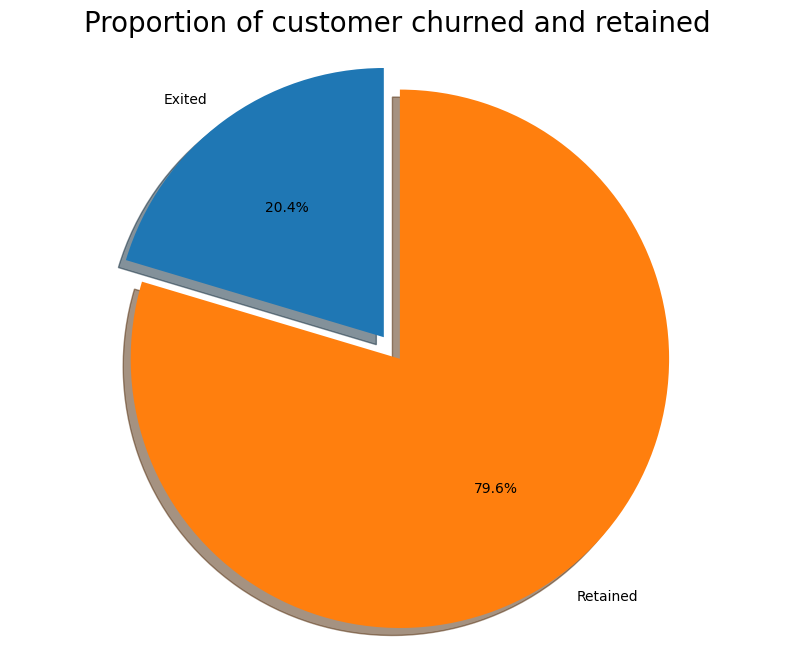 Proportion of customer churned and retained
Exited
20.4%
79.6%
Retained